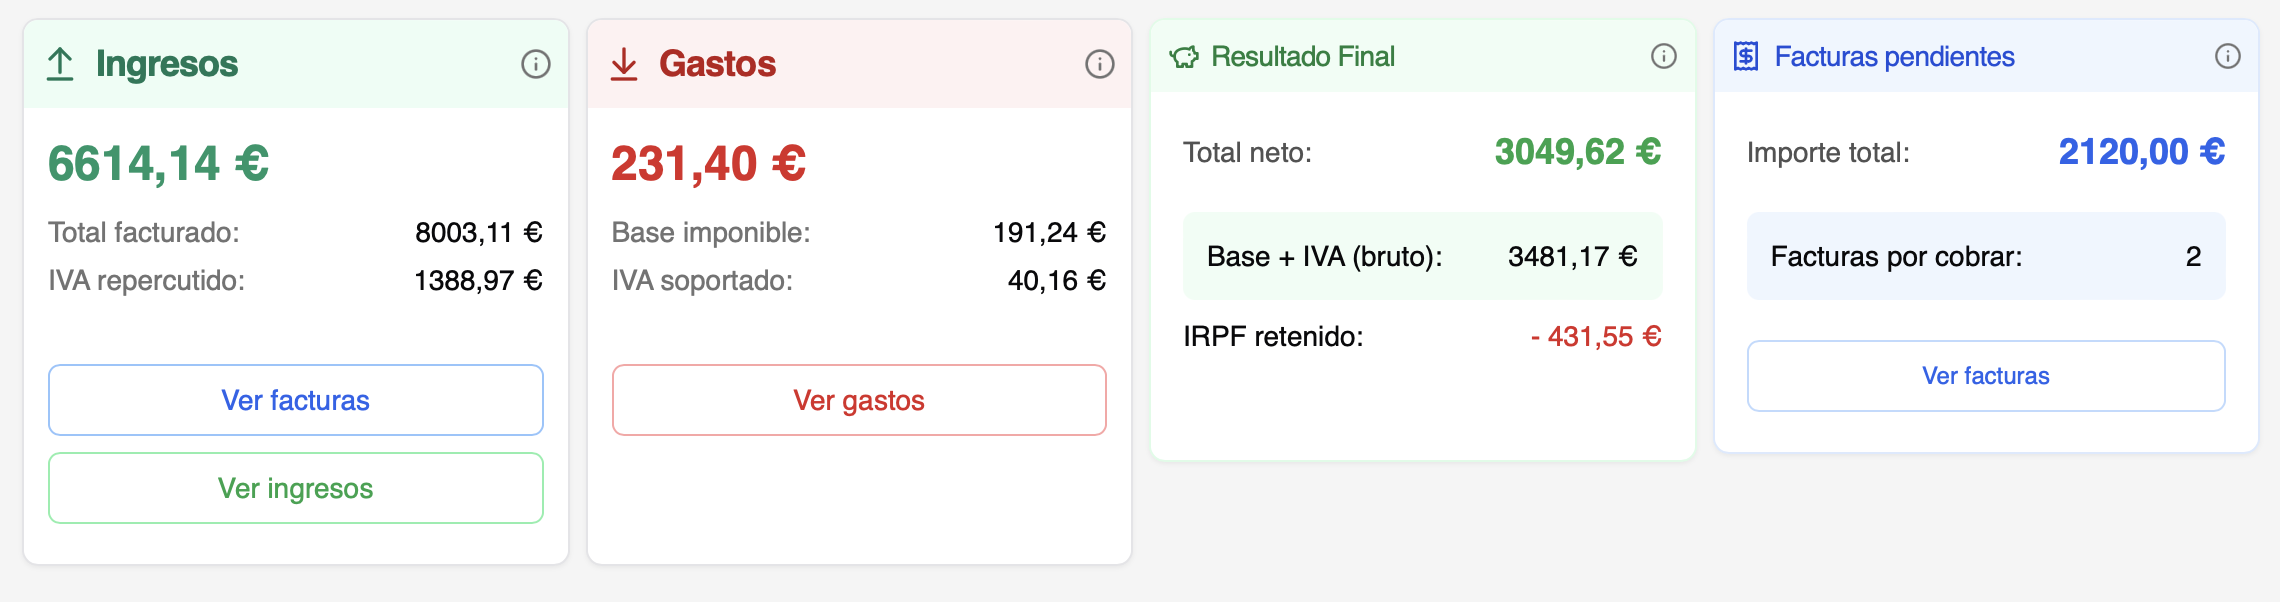 Ingresos
6614,14 €
Total facturado: 8003,11 €
IVA repercutido: 1388,97 €
Ver facturas
Ver ingresos
Gastos
231,40 €
Base imponible: 191,24 €
IVA soportado: 40,16 €
Ver gastos
Resultado Final
Total neto: 3049,62 €
Base + IVA (bruto): 3481,17 €
IRPF retenido: - 431,55 €
Facturas pendientes
Importe total: 2120,00 €
Facturas por cobrar: 2
Ver facturas